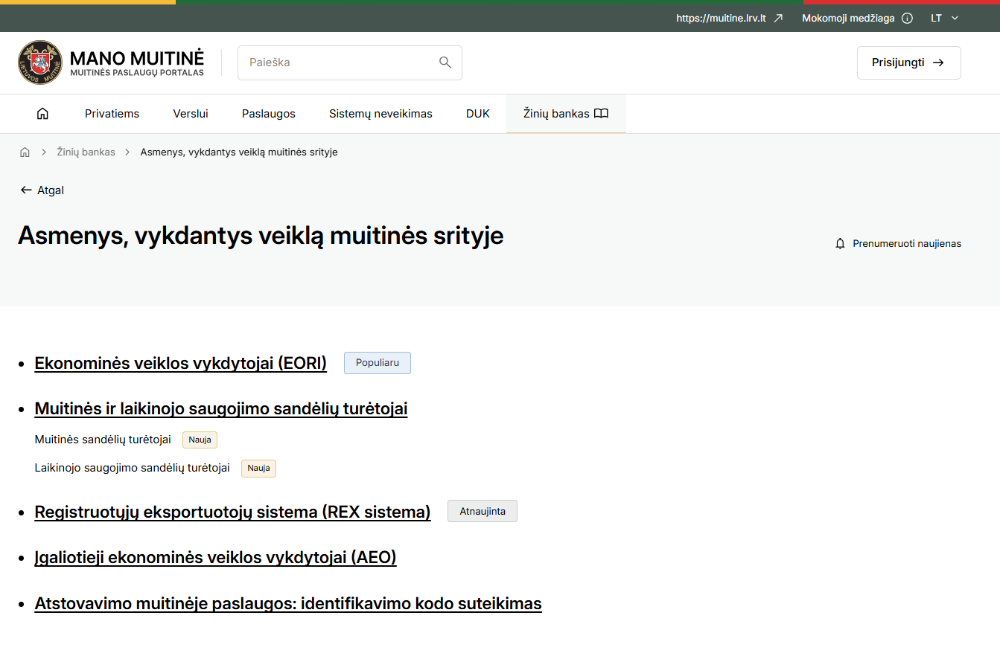 https://muitine.lrv.lt Mokomoji medžiaga LT
LIETUVOS MUITINĖ
MANO MUITINĖ
MUITINĖS PASLAUGŲ PORTALAS
Paieška
Prisijungti
Privatiems Verslui Paslaugos Sistemų neveikimas DUK Žinių bankas
Žinių bankas Asmenys, vykdantys veiklą muitinės srityje
Atgal
Asmenys, vykdantys veiklą muitinės srityje
Prenumeruoti naujienas
Ekonominės veiklos vykdytojai (EORI) Populiaru
Muitinės ir laikinojo saugojimo sandėlių turėtojai
Muitinės sandėlių turėtojai Nauja
Laikinojo saugojimo sandėlių turėtojai Nauja
Registruotųjų eksportuotojų sistema (REX sistema) Atnaujinta
Įgaliotieji ekonominės veiklos vykdytojai (AEO)
Atstovavimo muitinėje paslaugos: identifikavimo kodo suteikimas